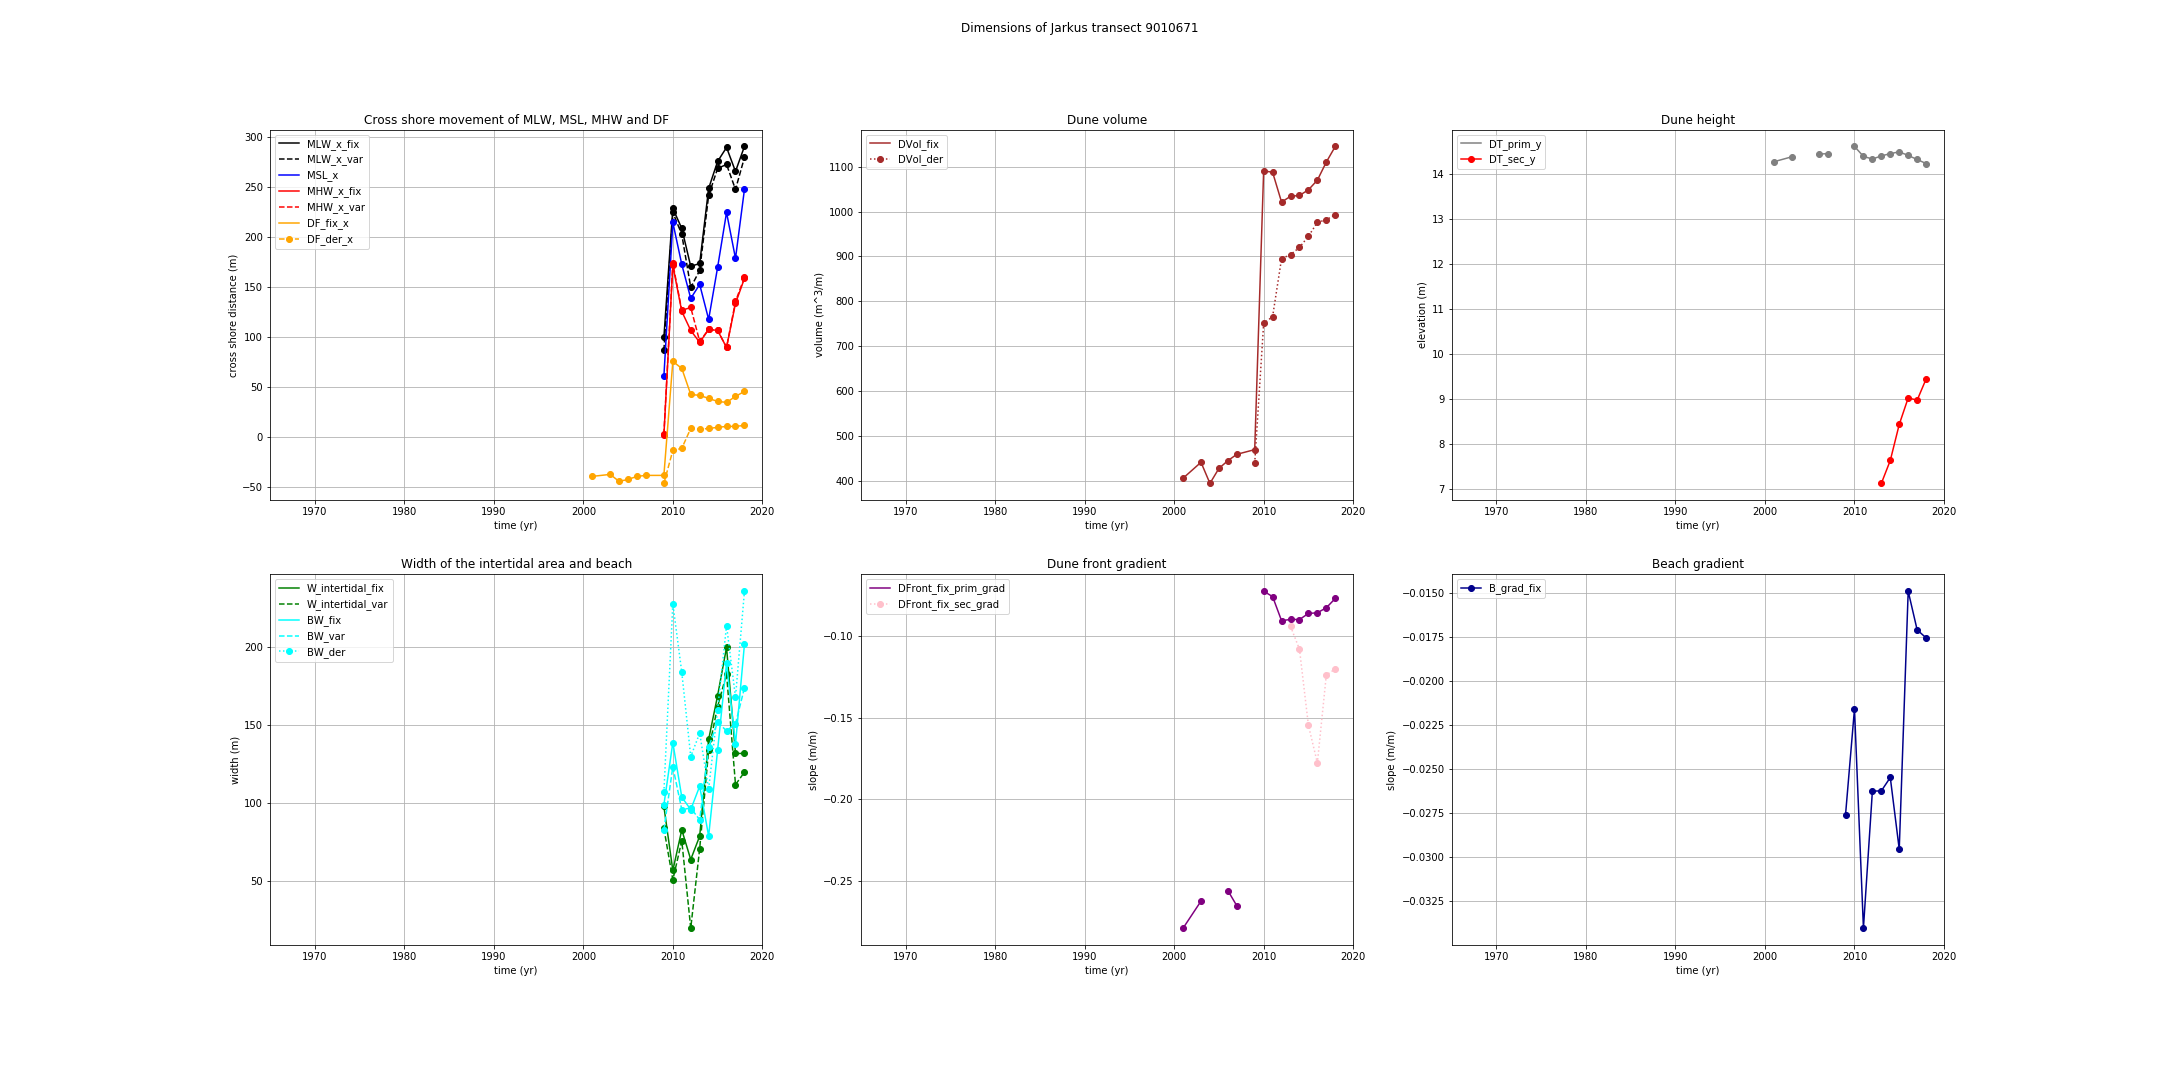 Dimensions of Jarkus transect 9010671
Cross shore movement of MLW, MSL, MHW and DF
300
250
200
150
100
50
0
−50
cross shore distance (m)
MLW_x_fix
MLW_x_var
MSL_x
MHW_x_fix
MHW_x_var
DF_fix_x
DF_der_x
1970 1980 1990 2000 2010 2020
time (yr)
Dune volume
1100
1000
900
800
700
600
500
400
volume (m^3/m)
DVol_fix
DVol_der
1970 1980 1990 2000 2010 2020
time (yr)
Dune height
14
13
12
11
10
9
8
7
elevation (m)
DT_prim_y
DT_sec_y
1970 1980 1990 2000 2010 2020
time (yr)
Width of the intertidal area and beach
200
150
100
50
width (m)
W_intertidal_fix
W_intertidal_var
BW_fix
BW_var
BW_der
1970 1980 1990 2000 2010 2020
time (yr)
Dune front gradient
−0.10
−0.15
−0.20
−0.25
slope (m/m)
DFront_fix_prim_grad
DFront_fix_sec_grad
1970 1980 1990 2000 2010 2020
time (yr)
Beach gradient
−0.0150
−0.0175
−0.0200
−0.0225
−0.0250
−0.0275
−0.0300
−0.0325
slope (m/m)
B_grad_fix
1970 1980 1990 2000 2010 2020
time (yr)